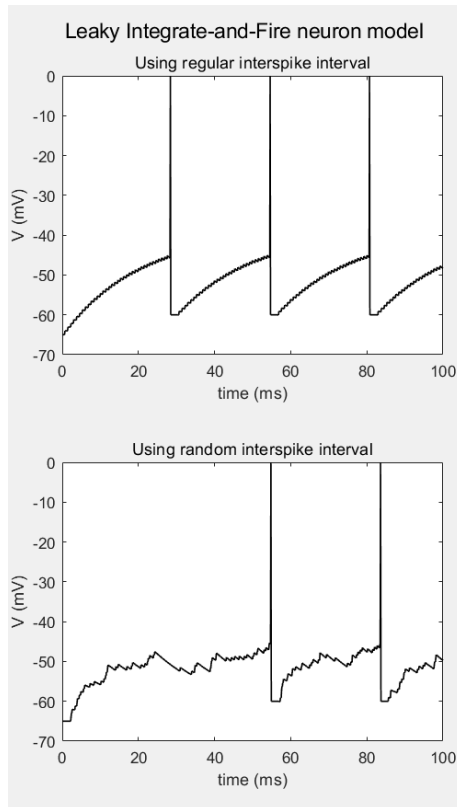 Leaky Integrate-and-Fire neuron model
Using regular interspike interval
0
-10
-20
-30
-40
-50
-60
-70
V (mV)
0 20 40 60 80 100
time (ms)
Using random interspike interval
0
-10
-20
-30
-40
-50
-60
-70
V (mV)
0 20 40 60 80 100
time (ms)